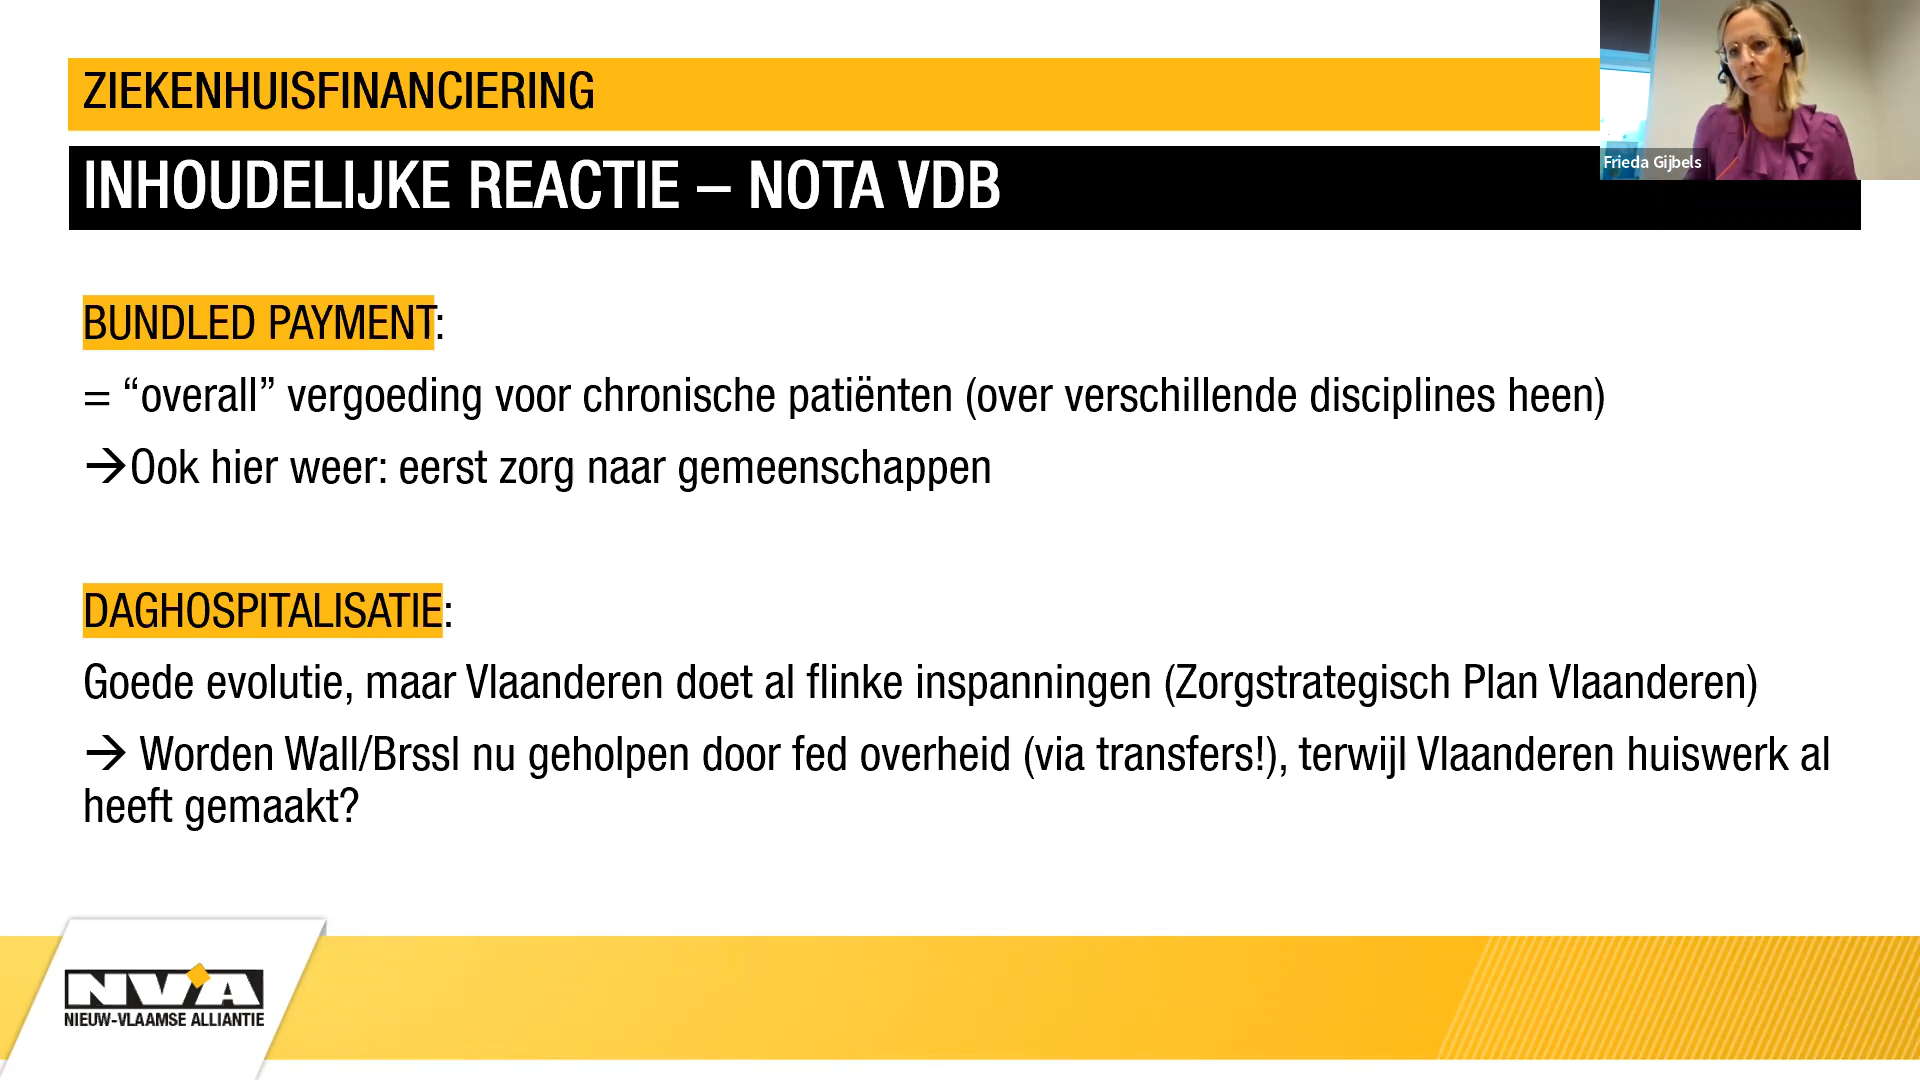 ZIEKENHUISFINANCIERING
INHOUDELIJKE REACTIE – NOTA VDB
Frieda Gijbels
BUNDLED PAYMENT:
= “overall” vergoeding voor chronische patiënten (over verschillende disciplines heen)
→Ook hier weer: eerst zorg naar gemeenschappen
DAGHOSPITALISATIE:
Goede evolutie, maar Vlaanderen doet al flinke inspanningen (Zorgstrategisch Plan Vlaanderen)
→ Worden Wall/Brssl nu geholpen door fed overheid (via transfers!), terwijl Vlaanderen huiswerk al
heeft gemaakt?
N-VA
NIEUW-VLAAMSE ALLIANTIE